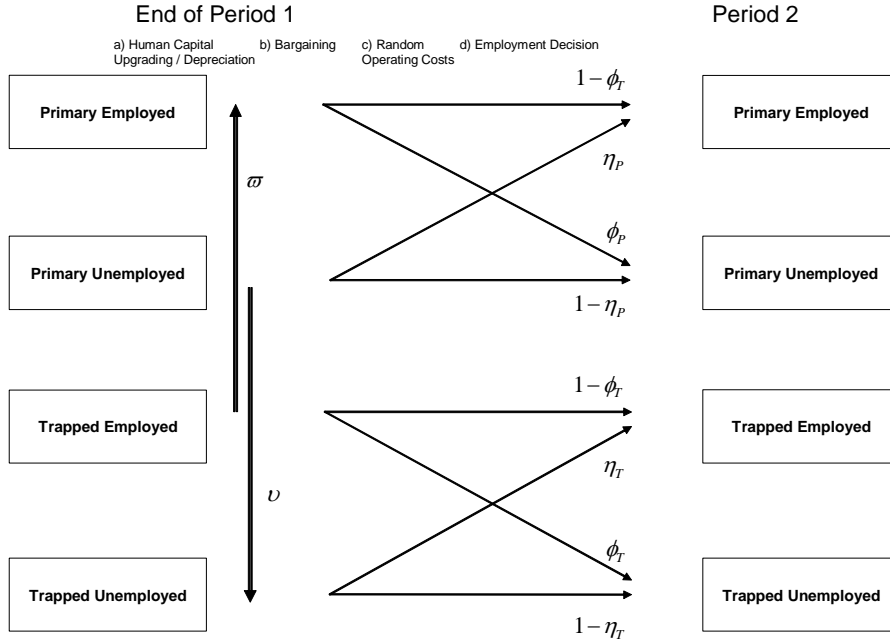 End of Period 1
Period 2
a) Human Capital
Upgrading / Depreciation
b) Bargaining
c) Random
Operating Costs
d) Employment Decision
1 − ϕ_T
Primary Employed
Primary Employed
η_P
ϖ
ϕ_P
Primary Unemployed
Primary Unemployed
1 − η_P
1 − ϕ_T
Trapped Employed
Trapped Employed
η_T
υ
ϕ_T
Trapped Unemployed
Trapped Unemployed
1 − η_T